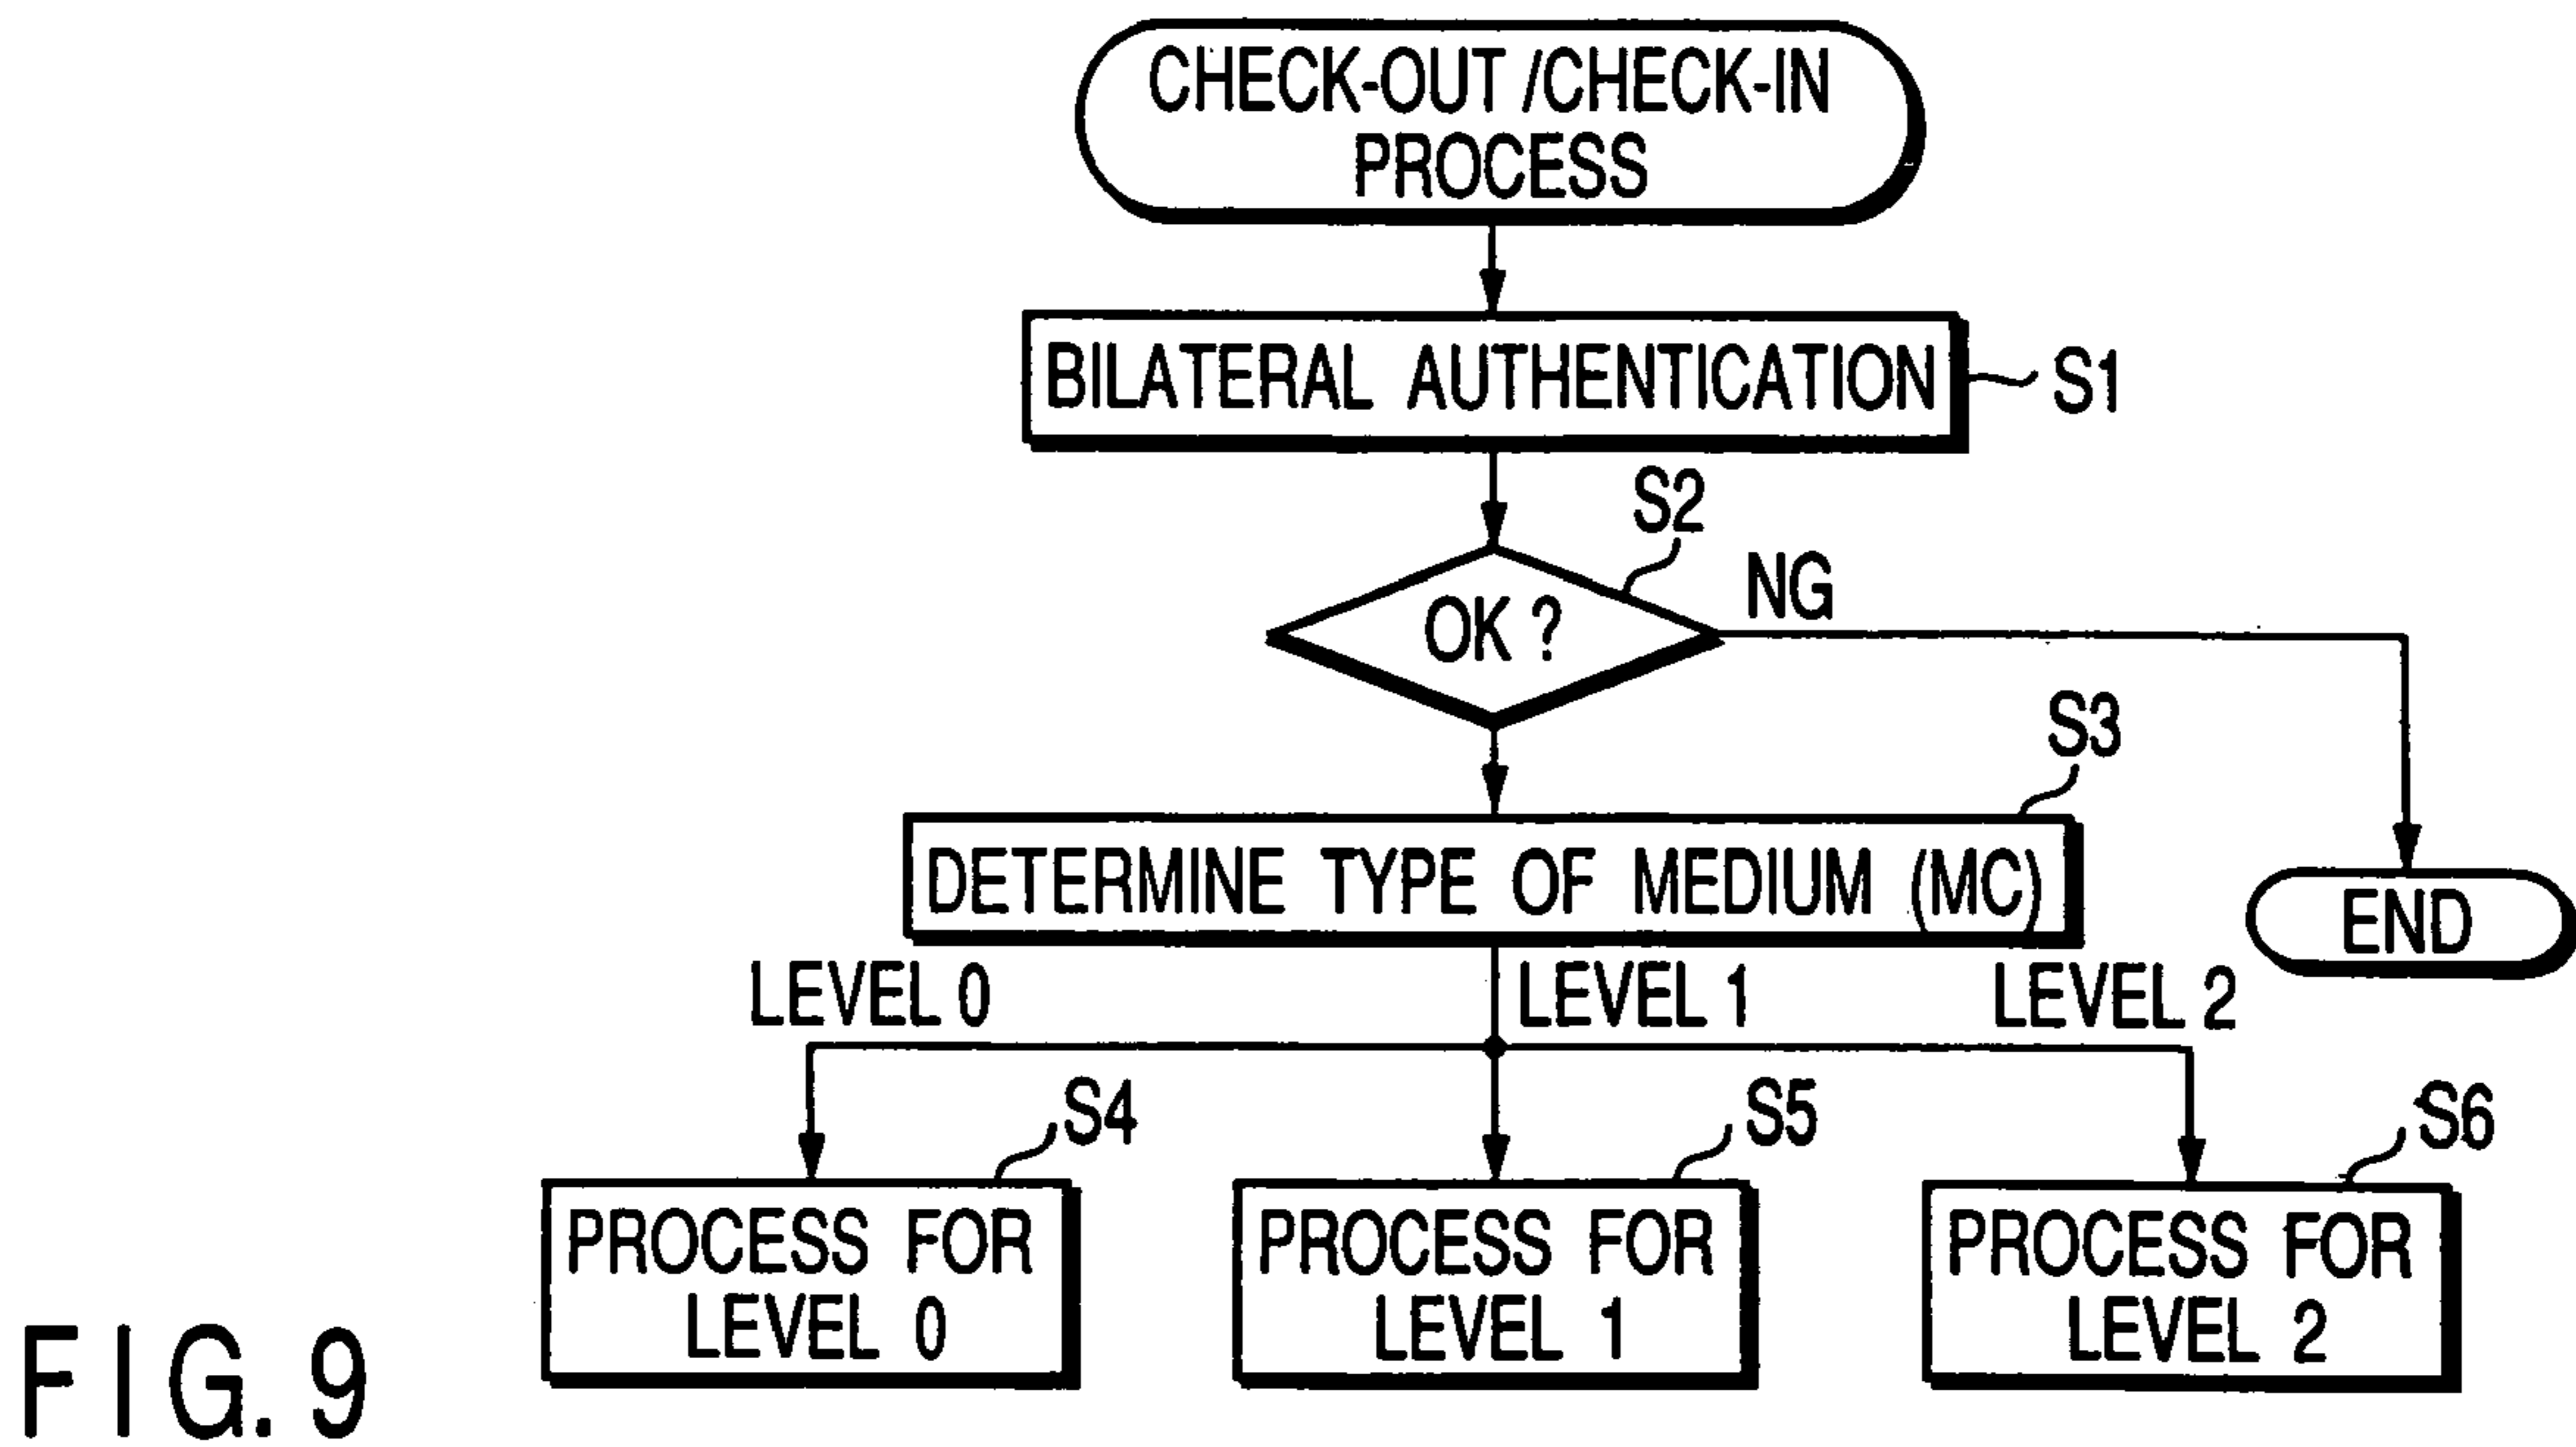 CHECK-OUT /CHECK-IN
PROCESS
BILATERAL AUTHENTICATION
S1
S2
OK ?
NG
S3
DETERMINE TYPE OF MEDIUM (MC)
END
LEVEL 0
LEVEL 1
LEVEL 2
S4
S5
S6
PROCESS FOR
LEVEL 0
PROCESS FOR
LEVEL 1
PROCESS FOR
LEVEL 2
FIG. 9